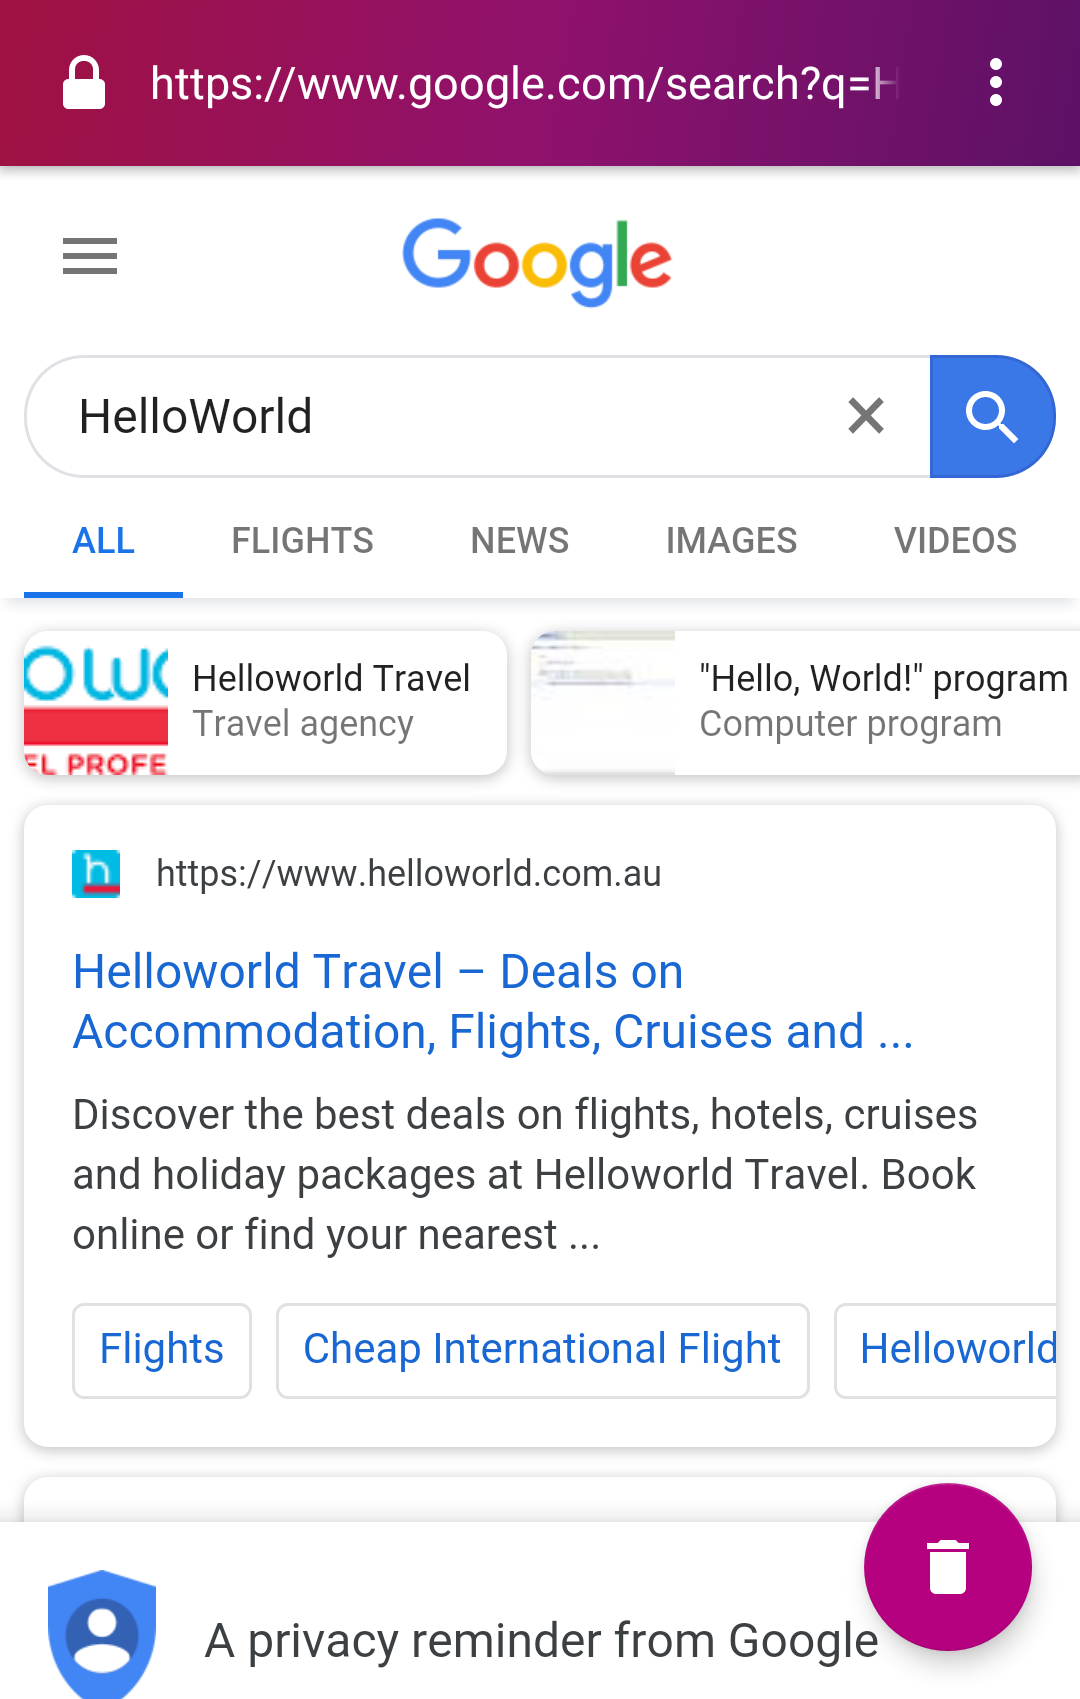 https://www.google.com/search?q=H
Google
HelloWorld
ALL FLIGHTS NEWS IMAGES VIDEOS
Helloworld Travel
Travel agency
"Hello, World!" program
Computer program
EL PROFE
h https://www.helloworld.com.au
Helloworld Travel – Deals on
Accommodation, Flights, Cruises and ...
Discover the best deals on flights, hotels, cruises
and holiday packages at Helloworld Travel. Book
online or find your nearest ...
Flights Cheap International Flight Helloworld
A privacy reminder from Google